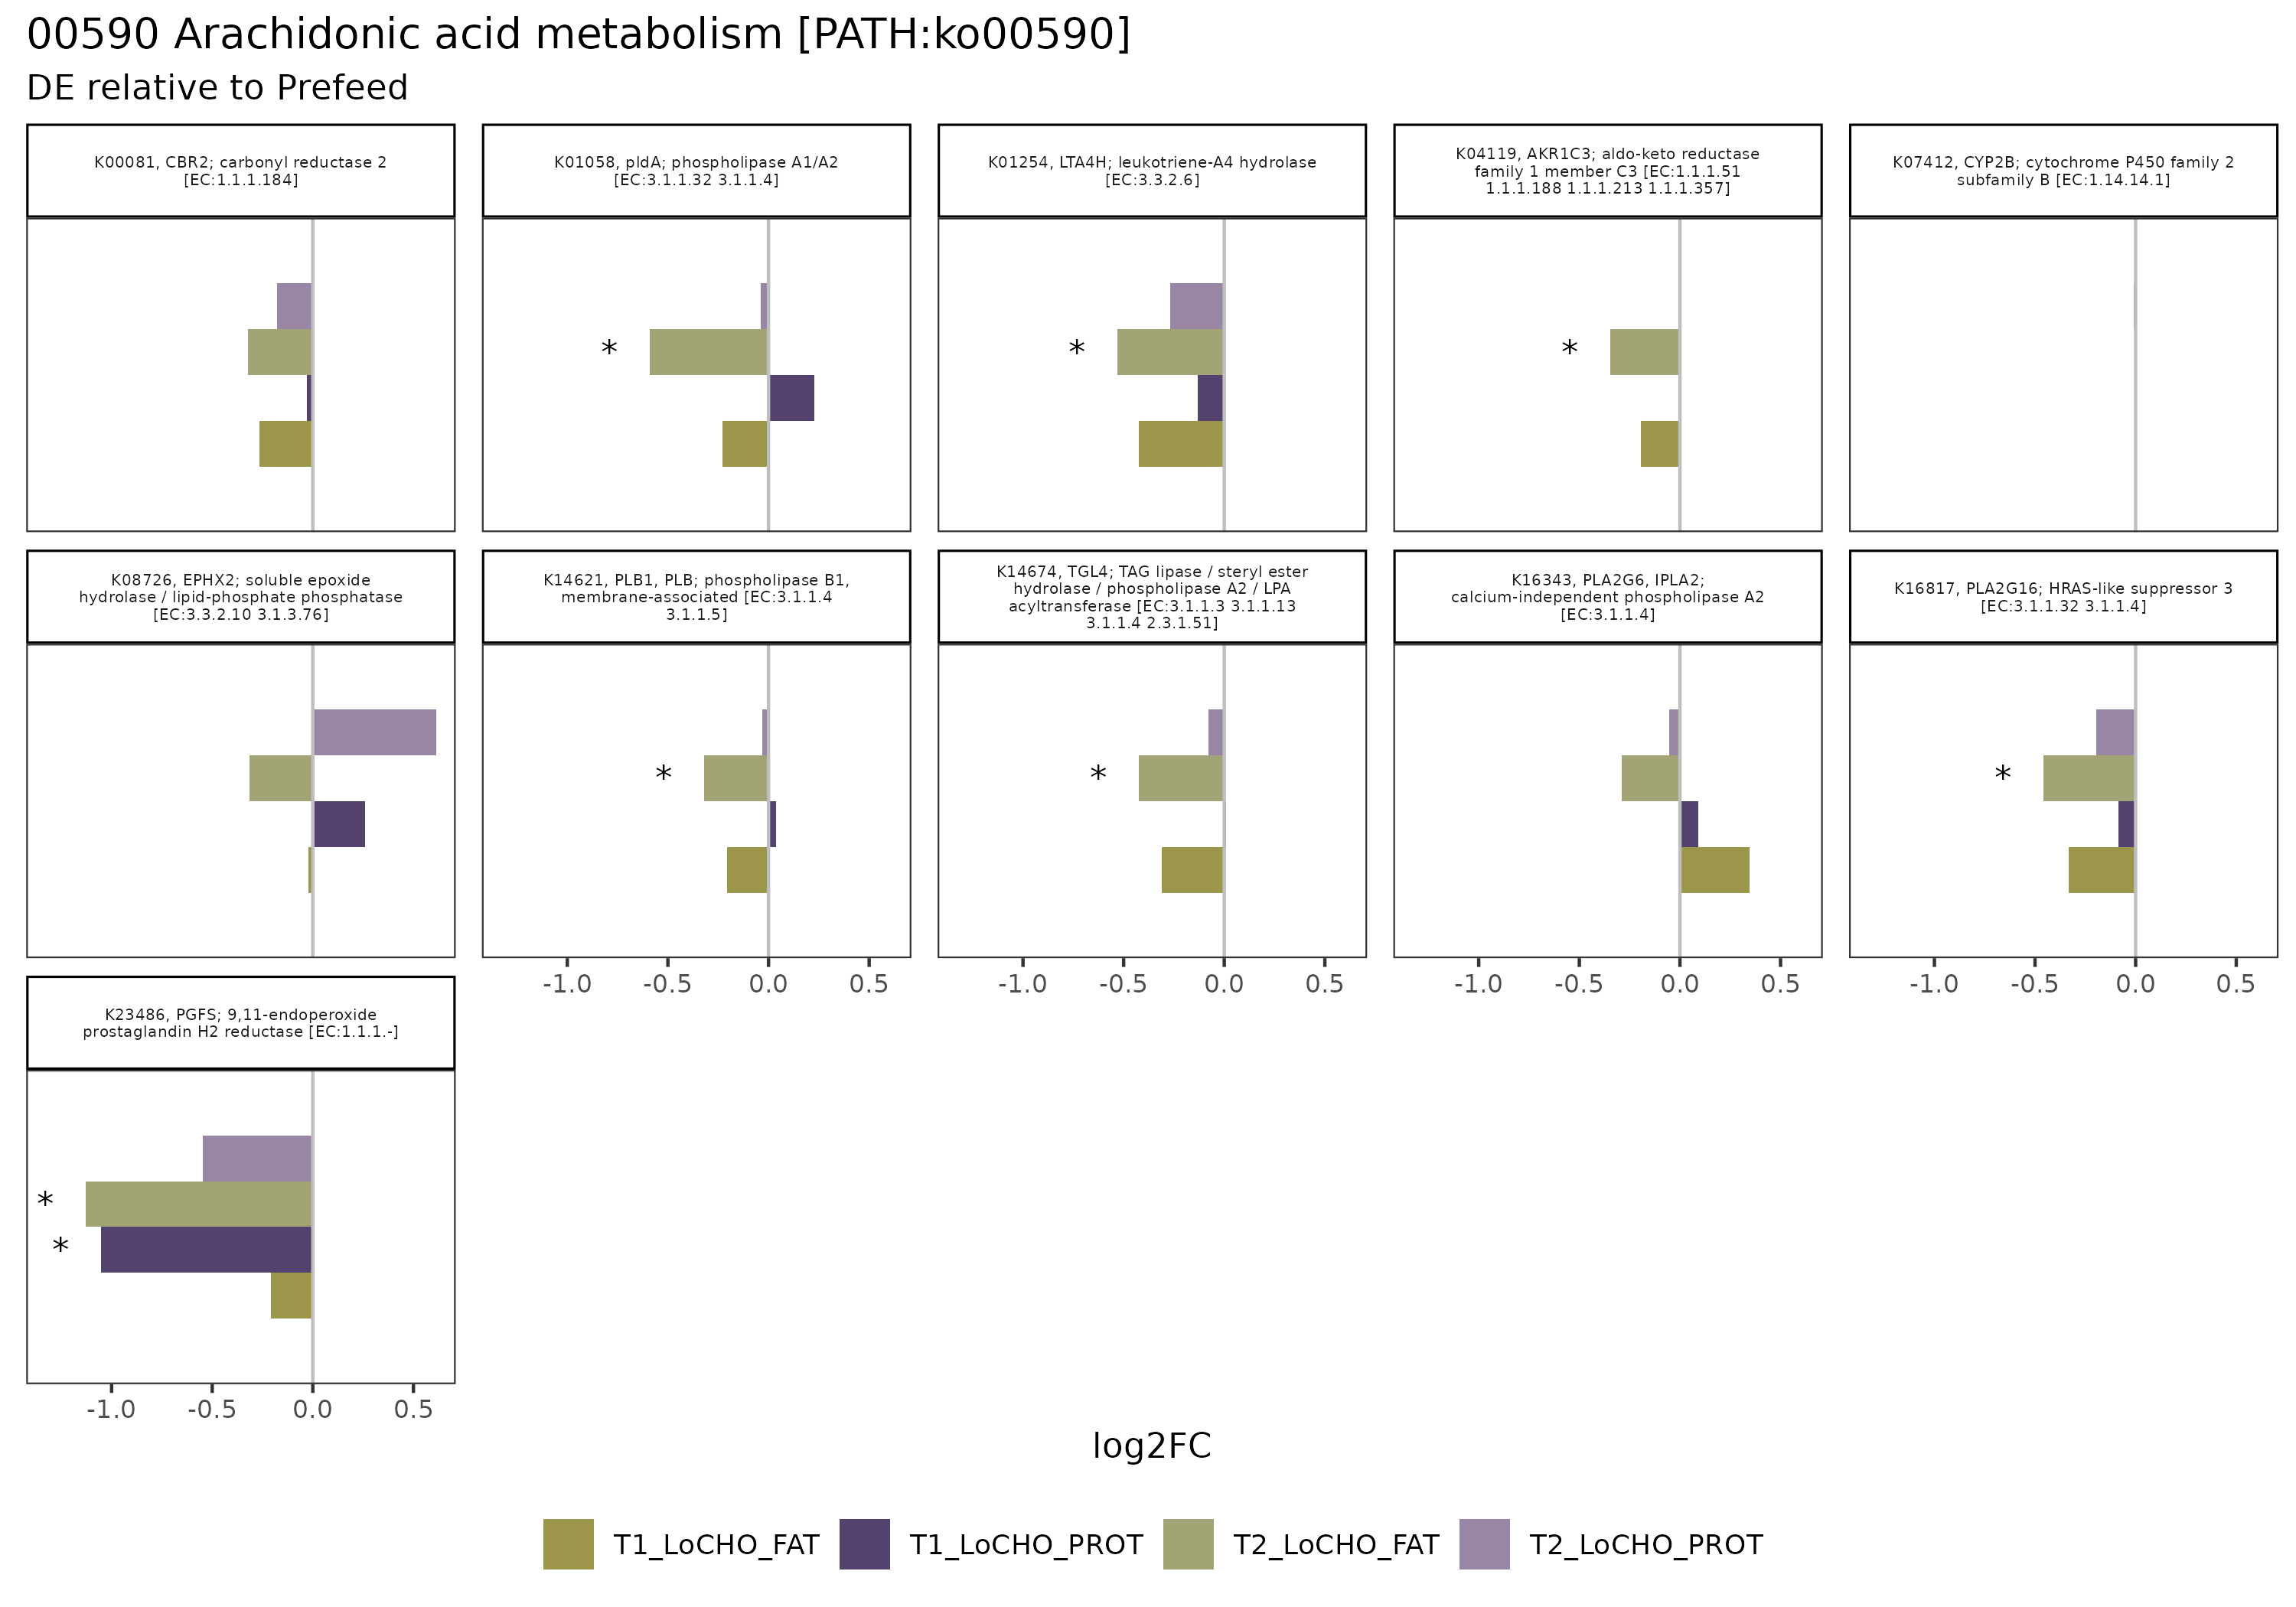 00590 Arachidonic acid metabolism [PATH:ko00590]
DE relative to Prefeed
K00081, CBR2; carbonyl reductase 2
[EC:1.1.1.184]
K01058, pldA; phospholipase A1/A2
[EC:3.1.1.32 3.1.1.4]
K01254, LTA4H; leukotriene-A4 hydrolase
[EC:3.3.2.6]
K04119, AKR1C3; aldo-keto reductase
family 1 member C3 [EC:1.1.1.51
1.1.1.188 1.1.1.213 1.1.1.357]
K07412, CYP2B; cytochrome P450 family 2
subfamily B [EC:1.14.14.1]
*
*
*
K08726, EPHX2; soluble epoxide
hydrolase / lipid-phosphate phosphatase
[EC:3.3.2.10 3.1.3.76]
K14621, PLB1, PLB; phospholipase B1,
membrane-associated [EC:3.1.1.4
3.1.1.5]
K14674, TGL4; TAG lipase / steryl ester
hydrolase / phospholipase A2 / LPA
acyltransferase [EC:3.1.1.3 3.1.1.13
3.1.1.4 2.3.1.51]
K16343, PLA2G6, IPLA2;
calcium-independent phospholipase A2
[EC:3.1.1.4]
K16817, PLA2G16; HRAS-like suppressor 3
[EC:3.1.1.32 3.1.1.4]
*
*
*
-1.0 -0.5 0.0 0.5
-1.0 -0.5 0.0 0.5
-1.0 -0.5 0.0 0.5
-1.0 -0.5 0.0 0.5
K23486, PGFS; 9,11-endoperoxide
prostaglandin H2 reductase [EC:1.1.1.-]
*
*
-1.0 -0.5 0.0 0.5
log2FC
T1_LoCHO_FAT T1_LoCHO_PROT T2_LoCHO_FAT T2_LoCHO_PROT